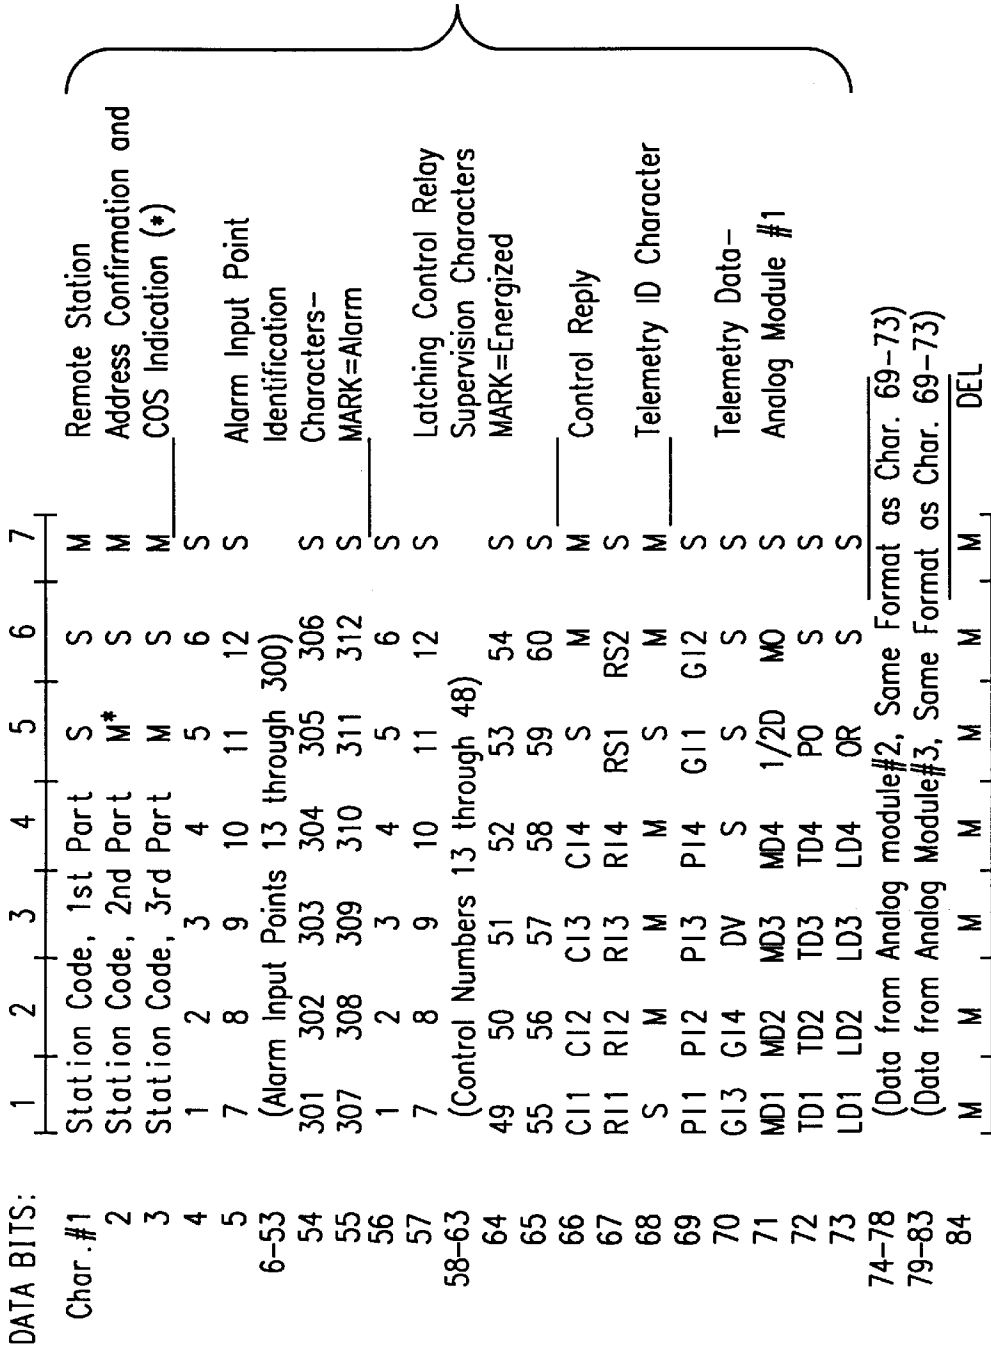 DATA BITS: 1 2 3 4 5 6 7
Char.#1 Station Code, 1st Part S S M Remote Station
2 Station Code, 2nd Part M* S M Address Confirmation and
3 Station Code, 3rd Part M S M COS Indication (*)
4 1 2 3 4 5 6 S
5 7 8 9 10 11 12 S Alarm Input Point
6-53 (Alarm Input Points 13 through 300) Identification
54 301 302 303 304 305 306 S Characters-
55 307 308 309 310 311 312 S MARK=Alarm
56 1 2 3 4 5 6 S
57 7 8 9 10 11 12 S Latching Control Relay
58-63 (Control Numbers 13 through 48) Supervision Characters
64 49 50 51 52 53 54 S MARK=Energized
65 55 56 57 58 59 60 S
66 CI1 CI2 CI3 CI4 S M M Control Reply
67 RI1 RI2 RI3 RI4 RS1 RS2 S
68 S M M M S M M Telemetry ID Character
69 PI1 PI2 PI3 PI4 GI1 GI2 S
70 GI3 GI4 DV S S S S Telemetry Data-
71 MD1 MD2 MD3 MD4 1/2D MO S Analog Module #1
72 TD1 TD2 TD3 TD4 PO S S
73 LD1 LD2 LD3 LD4 OR S S
74-78 (Data from Analog module#2, Same Format as Char. 69-73)
79-83 (Data from Analog Module#3, Same Format as Char. 69-73)
84 M M M M M M M DEL